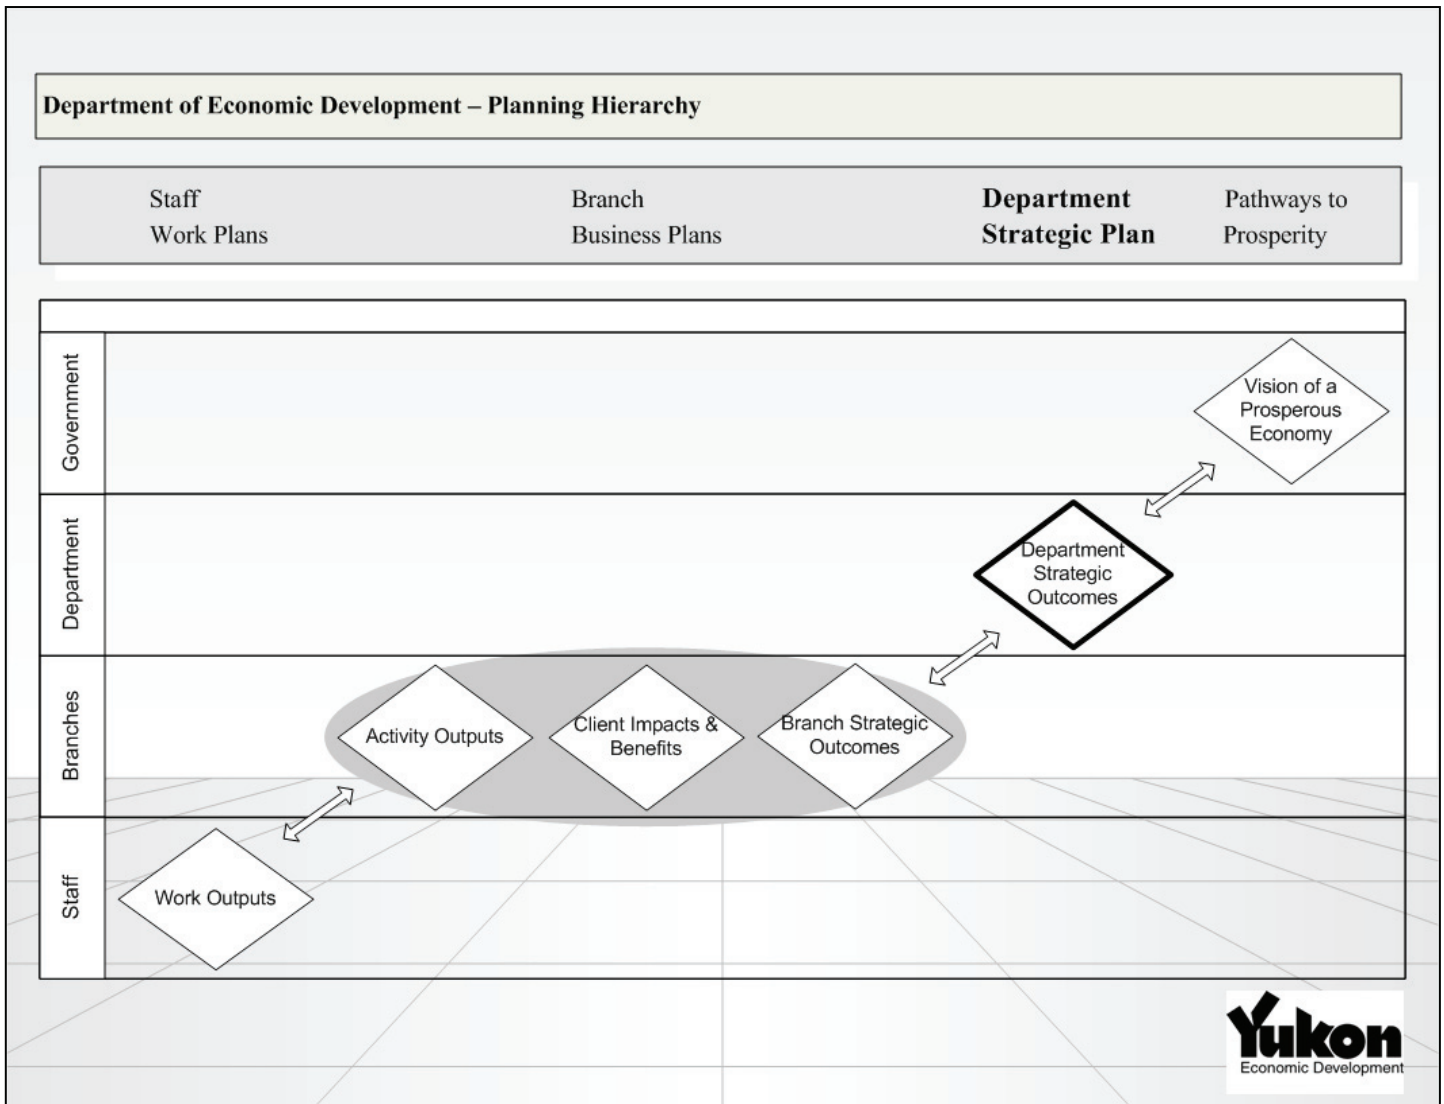 Department of Economic Development – Planning Hierarchy
Staff
Work Plans
Branch
Business Plans
Department
Strategic Plan
Pathways to
Prosperity
Government
Vision of a
Prosperous
Economy
Department
Department
Strategic
Outcomes
Branches
Activity Outputs
Client Impacts &
Benefits
Branch Strategic
Outcomes
Staff
Work Outputs
Yukon
Economic Development